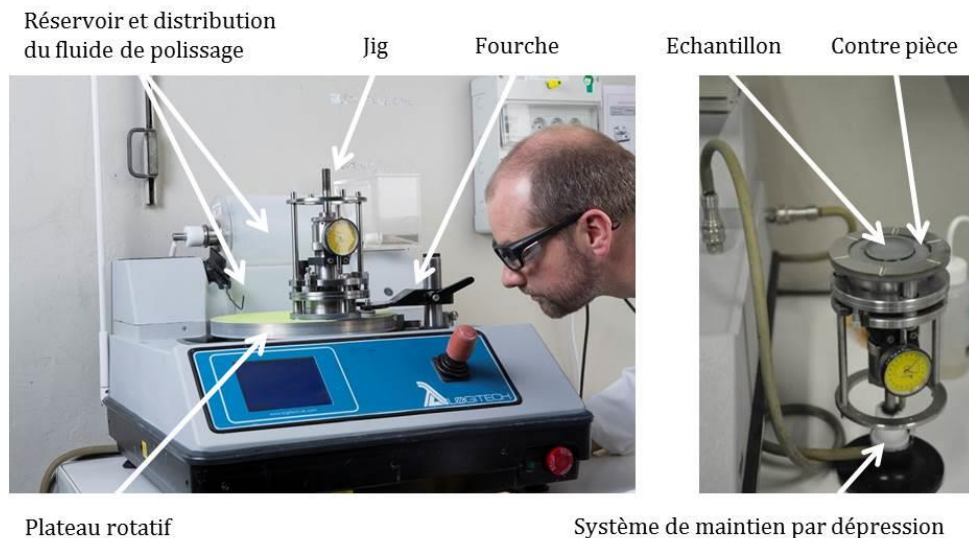 Réservoir et distribution
du fluide de polissage
Jig
Fourche
Echantillon
Contre pièce
LOGITECH
Plateau rotatif
Système de maintien par dépression